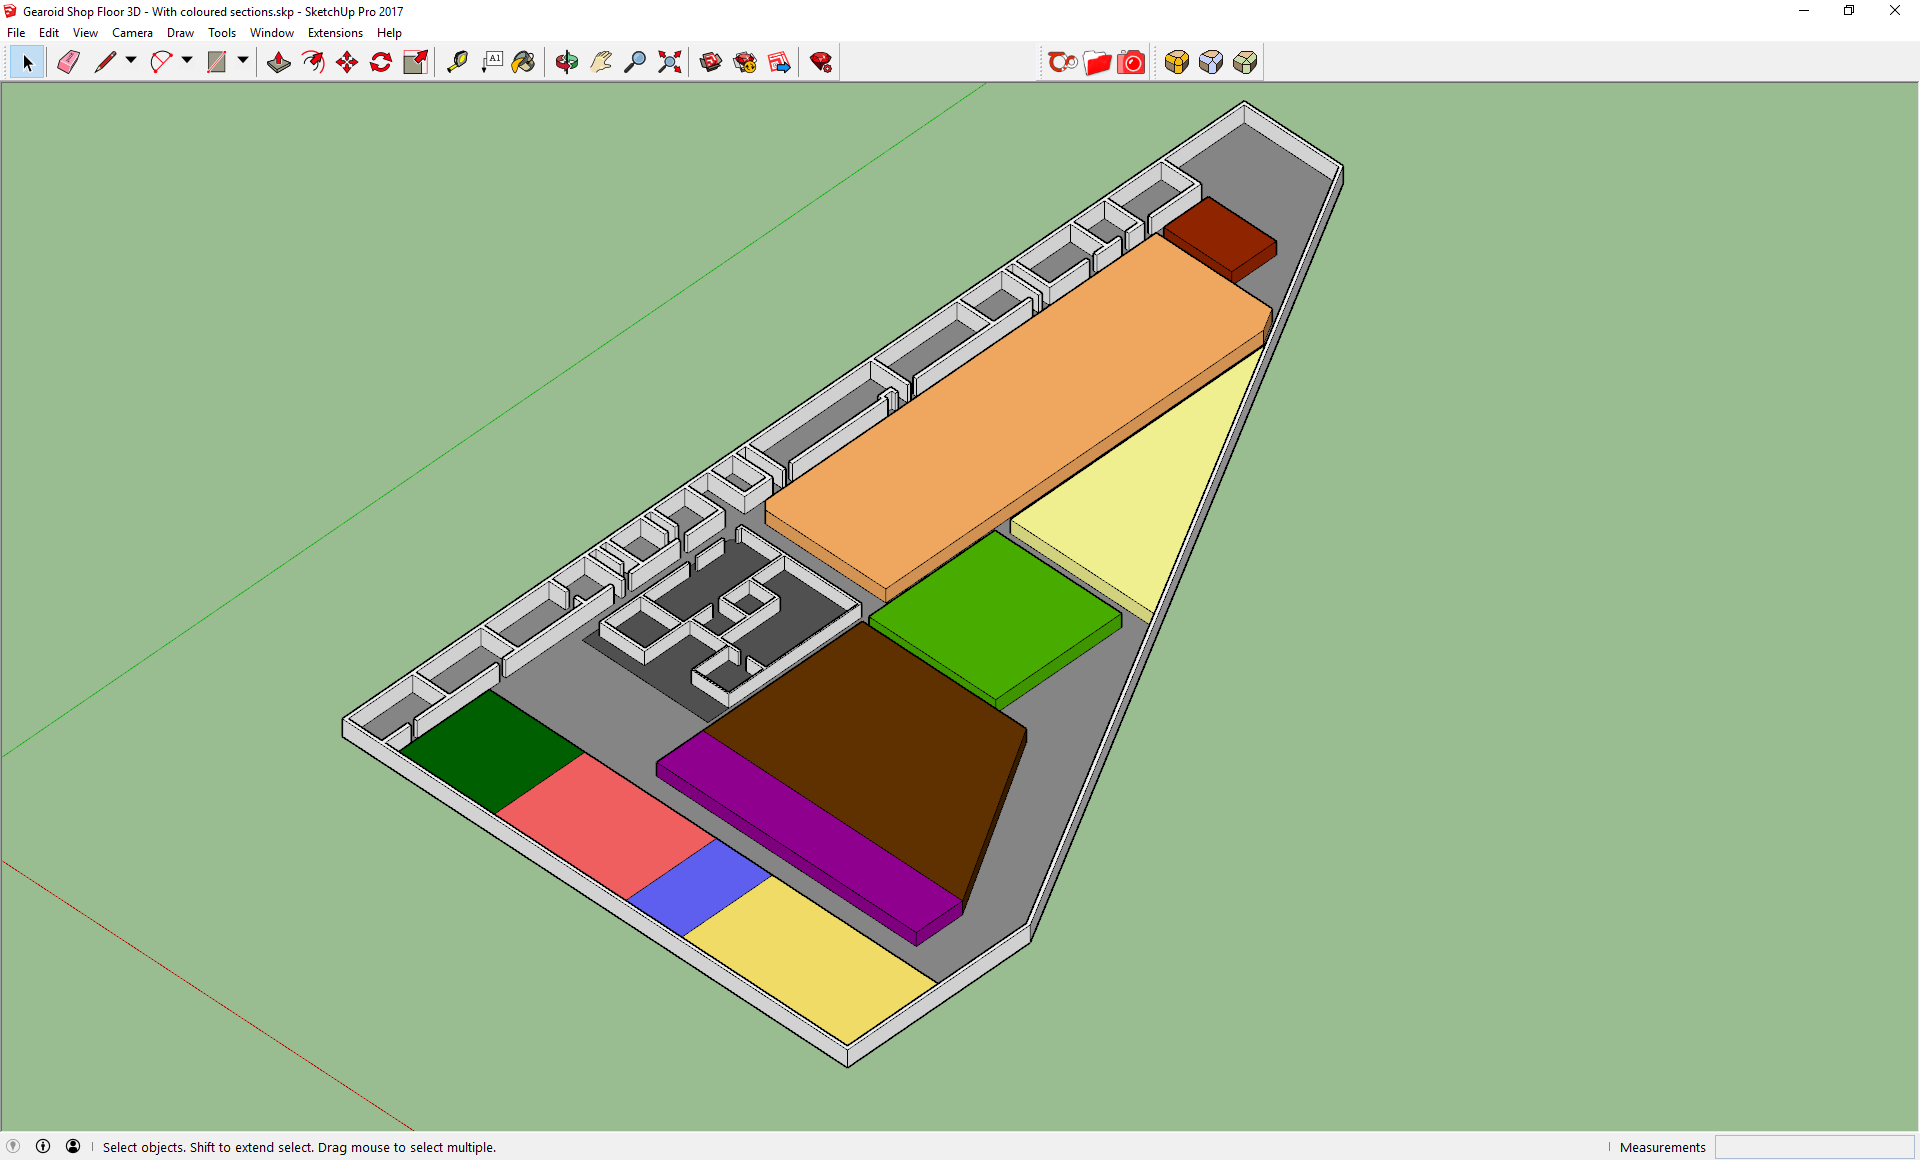 Gearoid Shop Floor 3D - With coloured sections.skp - SketchUp Pro 2017
File Edit View Camera Draw Tools Window Extensions Help
A1
Select objects. Shift to extend select. Drag mouse to select multiple.
Measurements